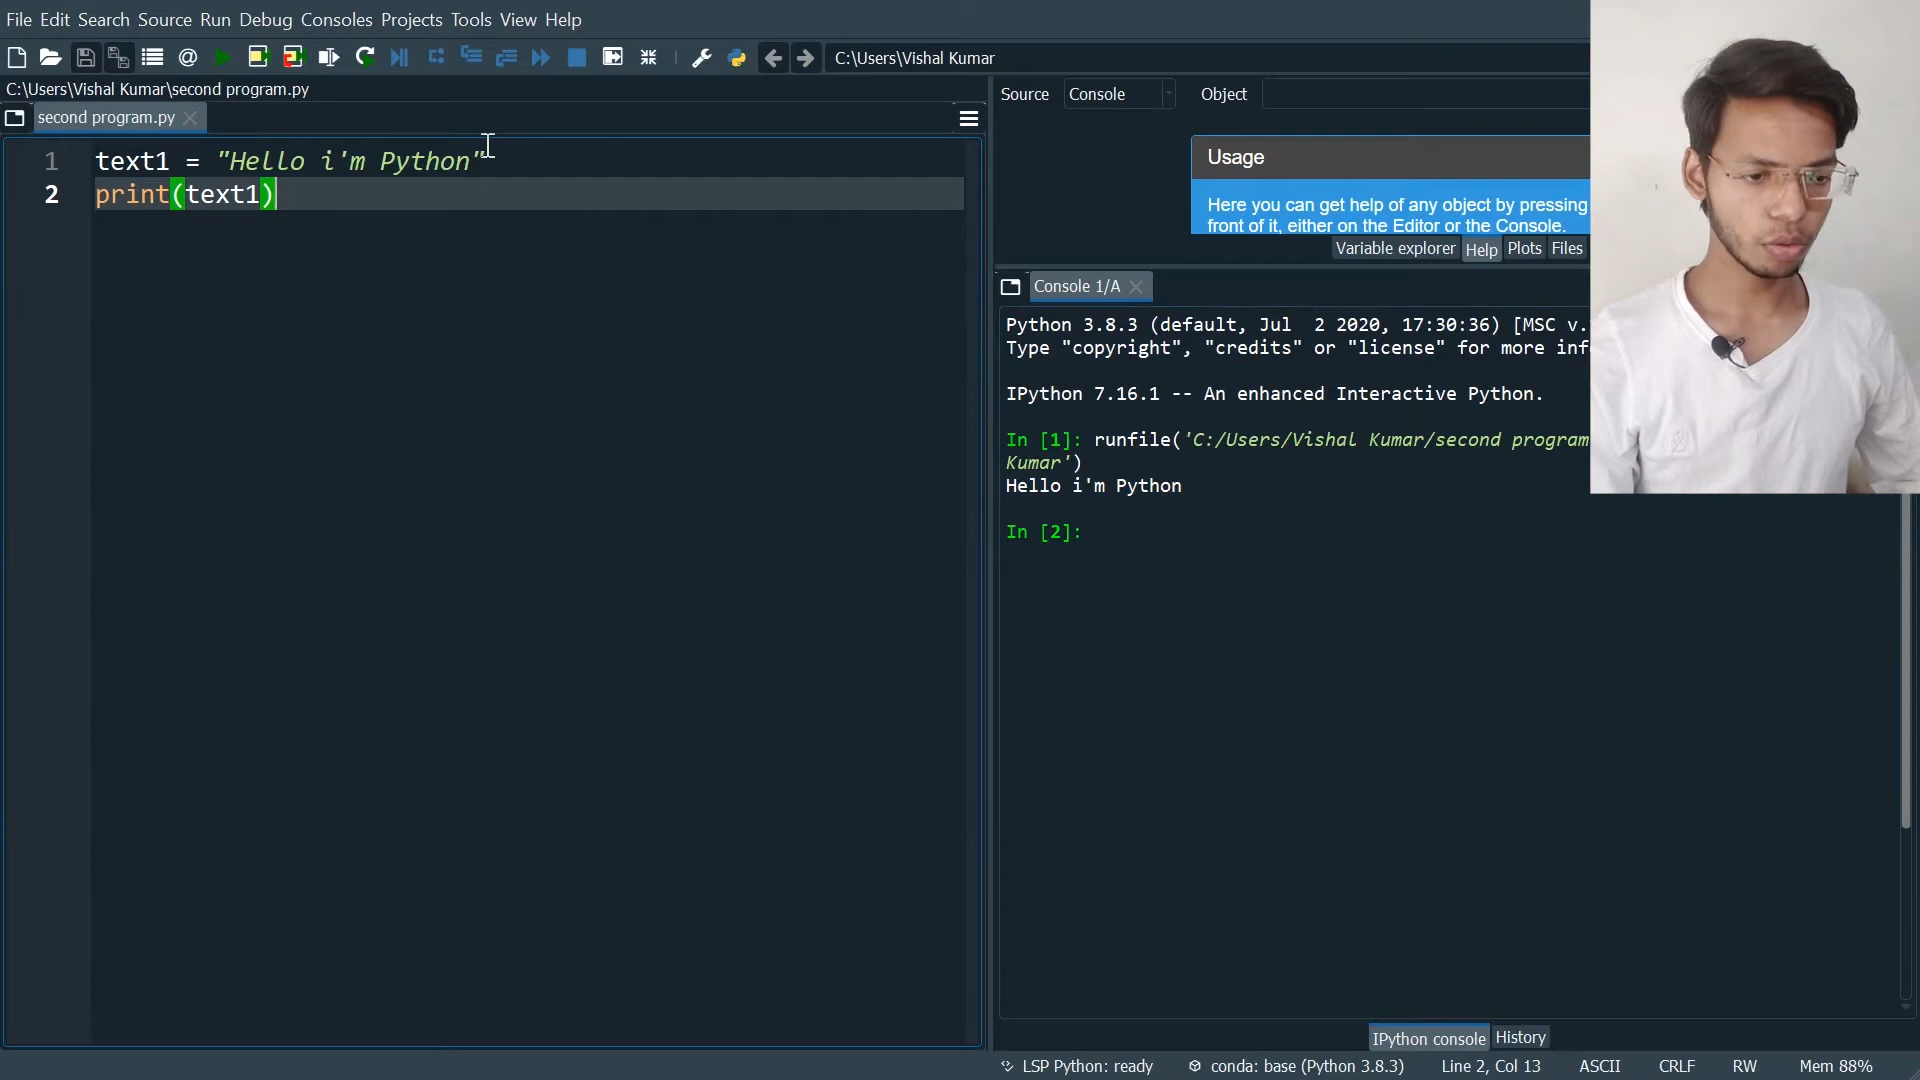 File Edit Search Source Run Debug Consoles Projects Tools View Help
C:\Users\Vishal Kumar
C:\Users\Vishal Kumar\second program.py
second program.py
1 text1 = "Hello i'm Python"
2 print(text1)
Source Console Object
Usage
Here you can get help of any object by pressing
front of it, either on the Editor or the Console.
Variable explorer Help Plots Files
Console 1/A
Python 3.8.3 (default, Jul 2 2020, 17:30:36) [MSC v.
Type "copyright", "credits" or "license" for more inf
IPython 7.16.1 -- An enhanced Interactive Python.
In [1]: runfile('C:/Users/Vishal Kumar/second program
Kumar')
Hello i'm Python
In [2]:
IPython console History
LSP Python: ready conda: base (Python 3.8.3) Line 2, Col 13 ASCII CRLF RW Mem 88%